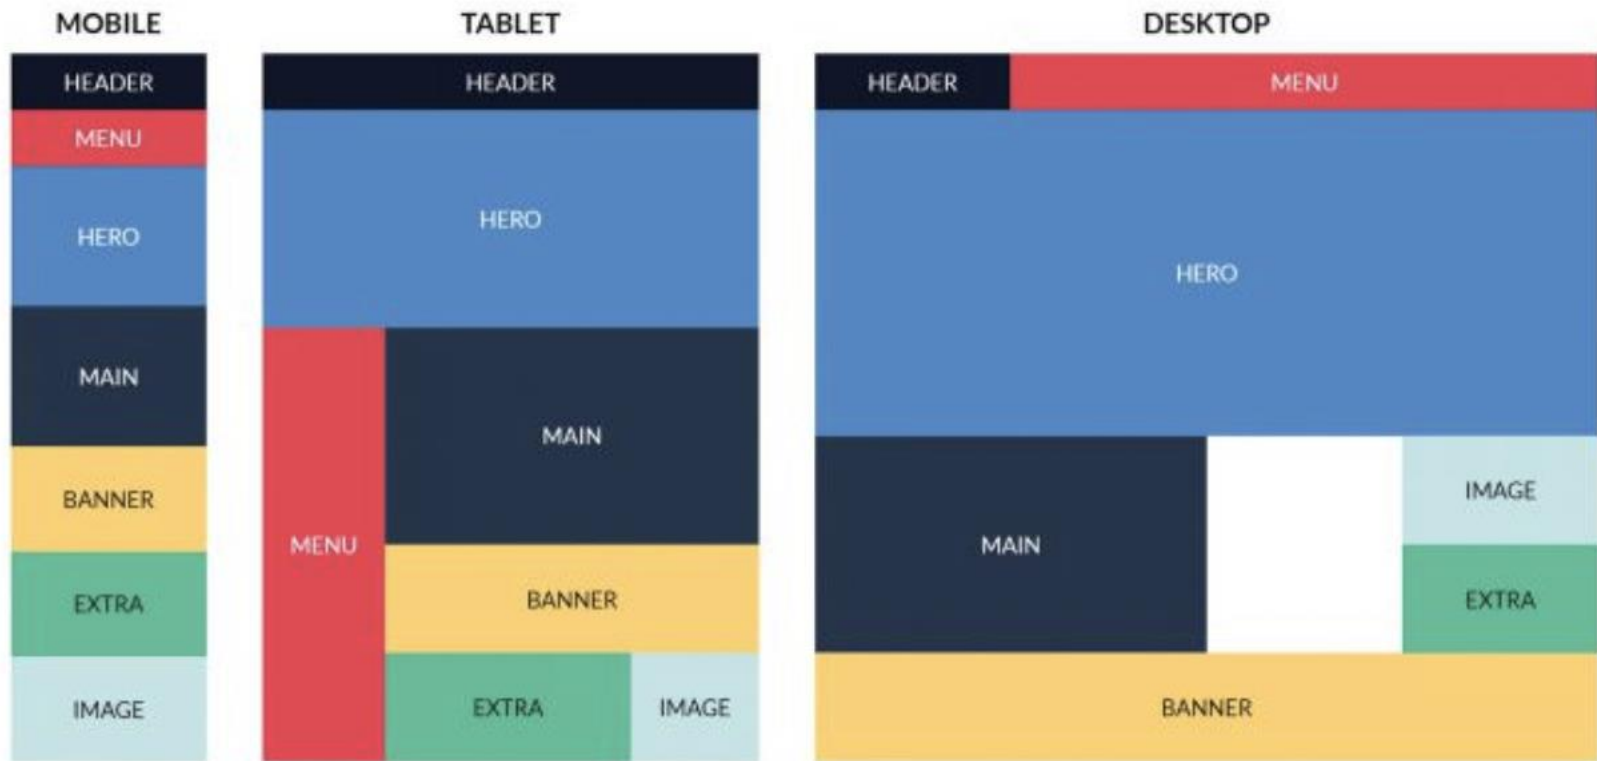 MOBILE
HEADER
MENU
HERO
MAIN
BANNER
EXTRA
IMAGE
TABLET
HEADER
HERO
MENU
MAIN
BANNER
EXTRA
IMAGE
DESKTOP
HEADER
MENU
HERO
MAIN
IMAGE
EXTRA
BANNER